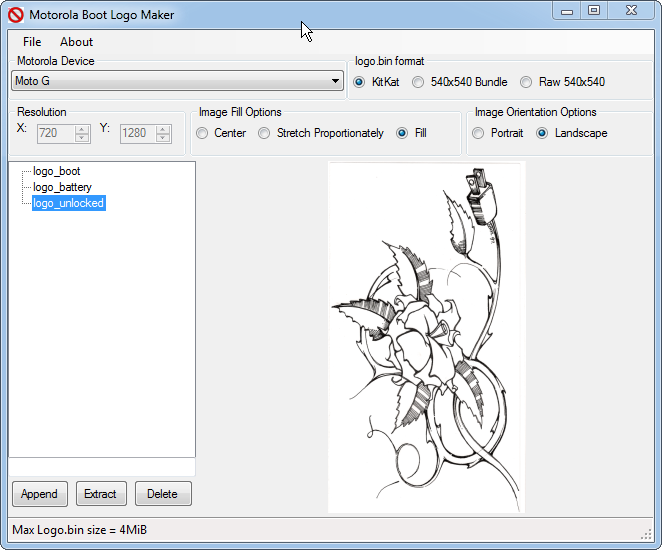 Motorola Boot Logo Maker
File About
Motorola Device
Moto G
logo.bin format
KitKat 540x540 Bundle Raw 540x540
Resolution
X: 720 Y: 1280
Image Fill Options
Center Stretch Proportionately Fill
Image Orientation Options
Portrait Landscape
logo_boot
logo_battery
logo_unlocked
Append Extract Delete
Max Logo.bin size = 4MiB